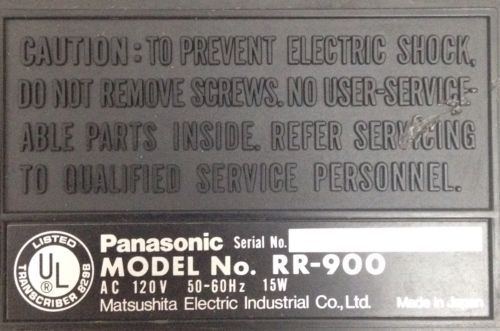 CAUTION: TO PREVENT ELECTRIC SHOCK,
DO NOT REMOVE SCREWS. NO USER-SERVICE-
ABLE PARTS INSIDE. REFER SERVICING
TO QUALIFIED SERVICE PERSONNEL.
LISTED
UL
®
TRANSCRIBER 829B
Panasonic Serial No.
MODEL No. RR-900
AC 120V 50-60Hz 15W
Matsushita Electric Industrial Co., Ltd. Made in Japan